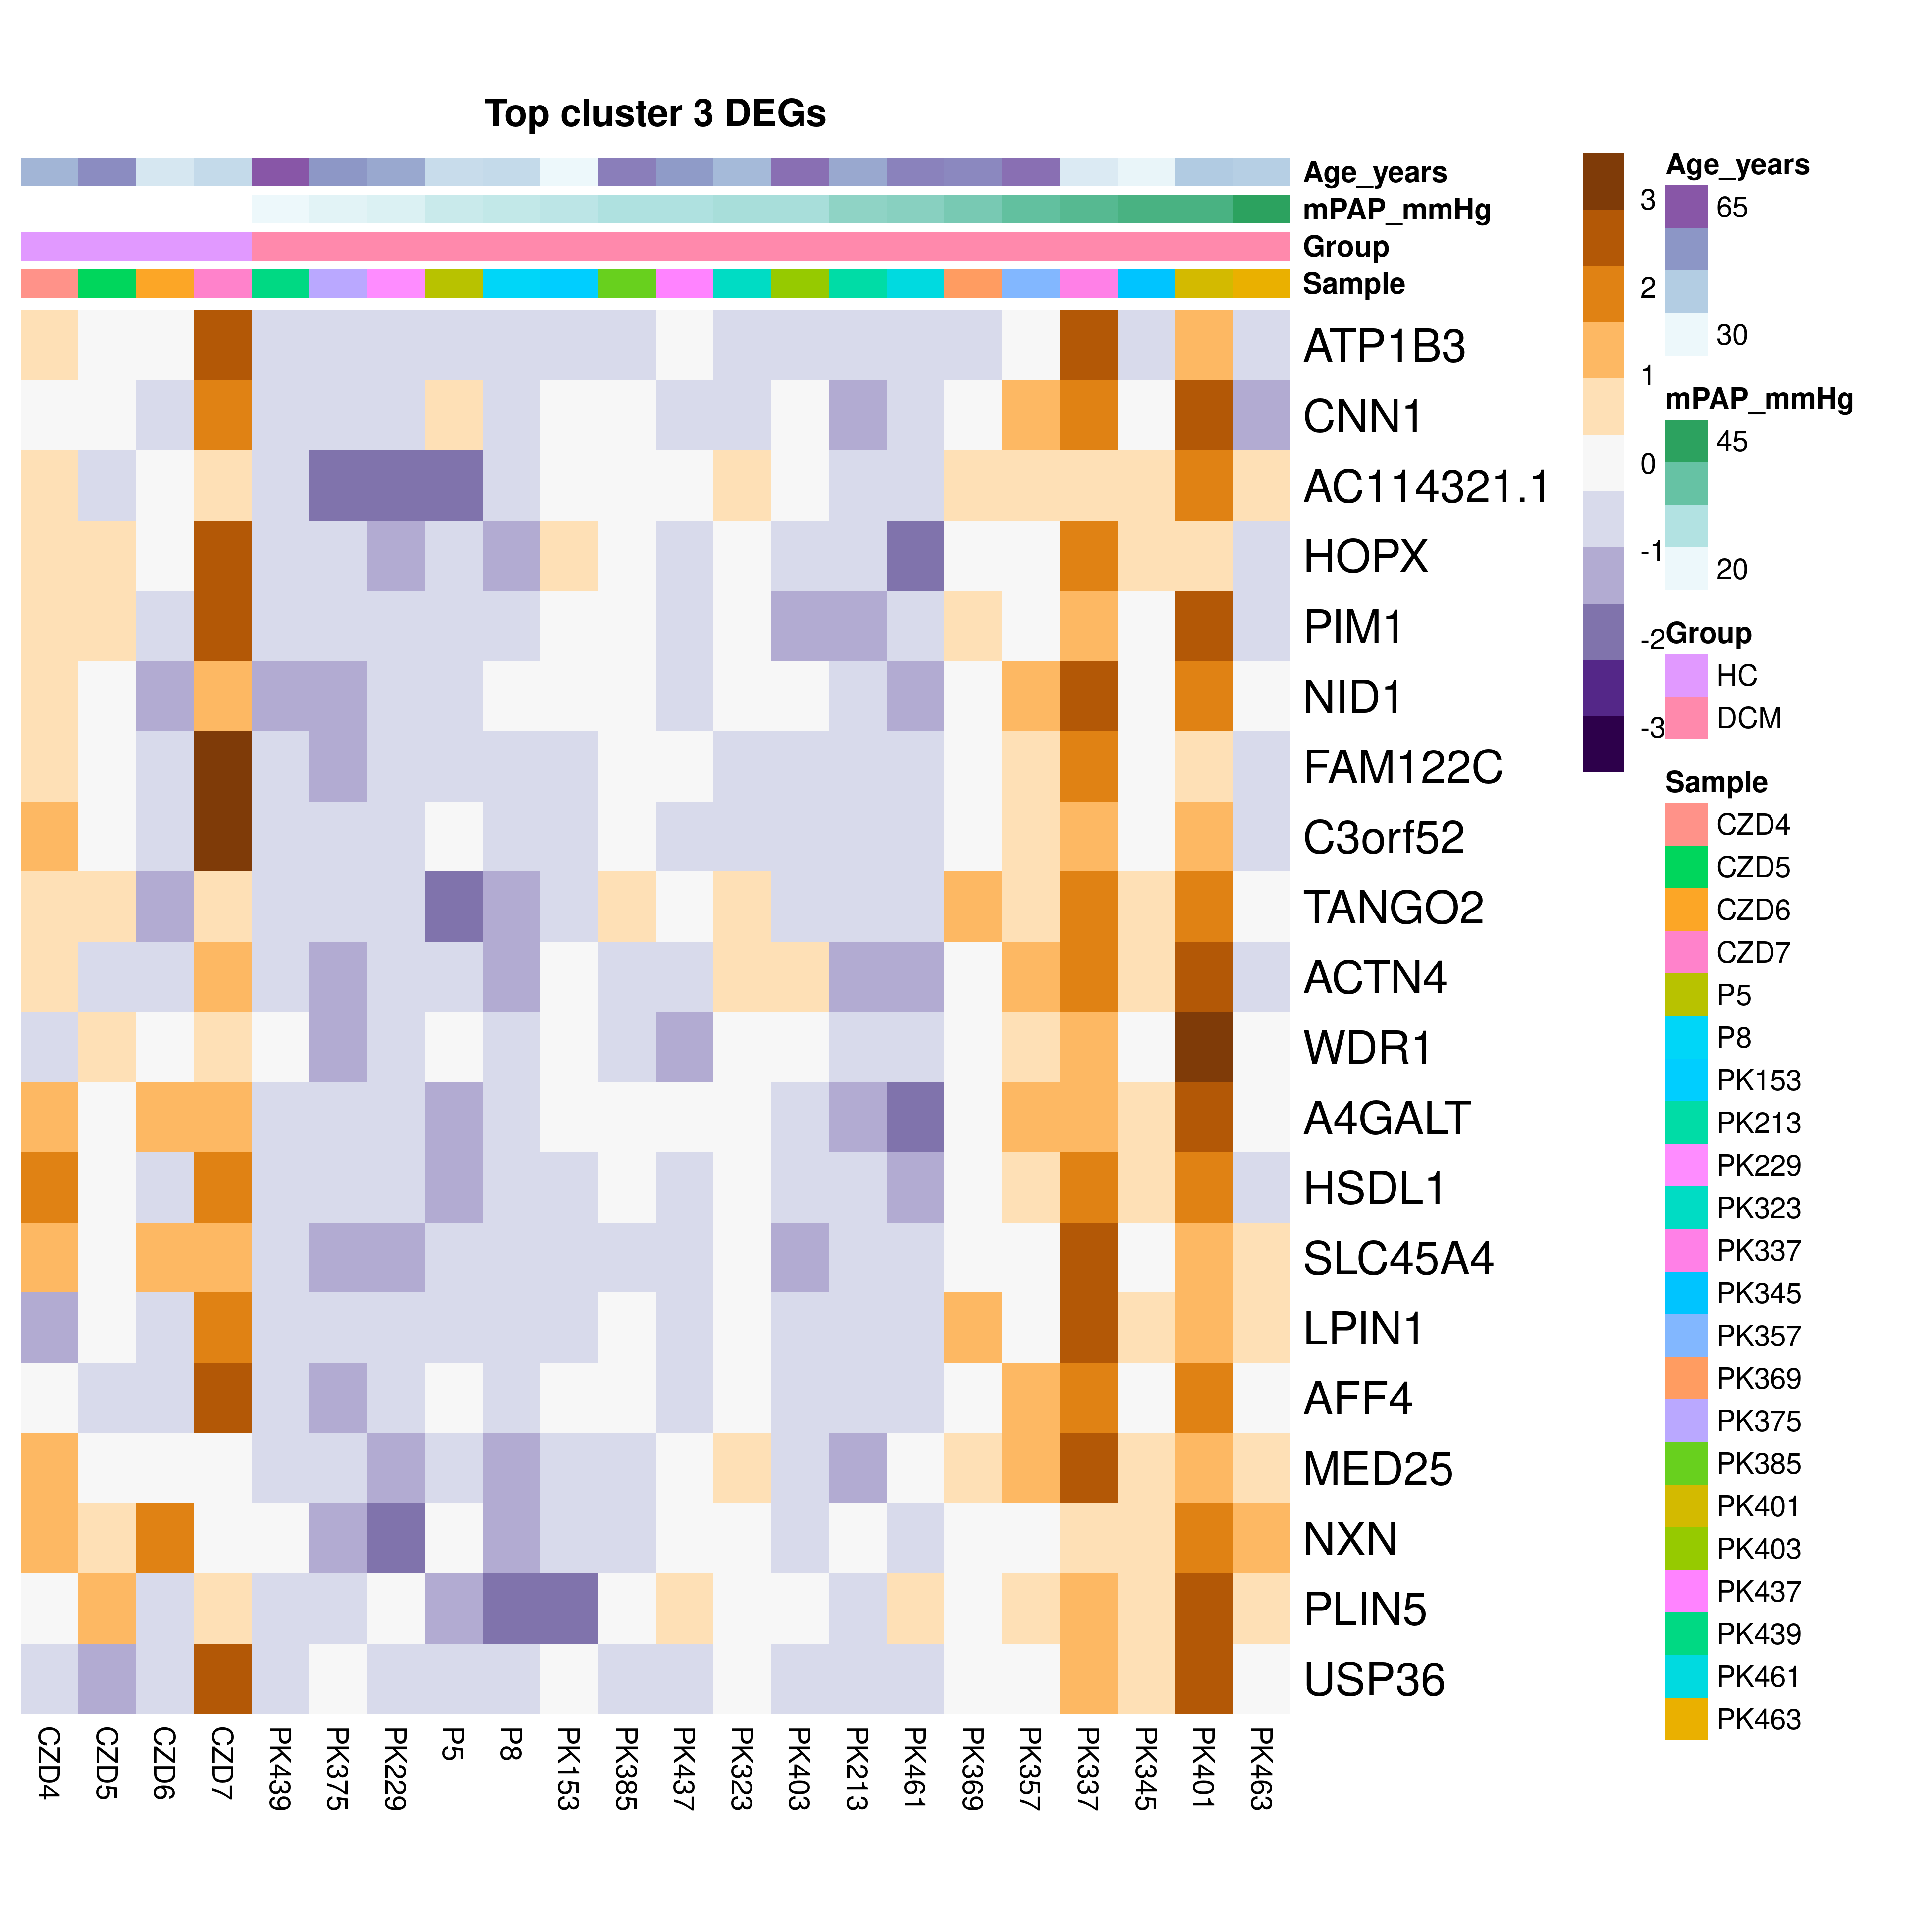 Top cluster 3 DEGs
Age_years
mPAP_mmHg
Group
Sample
ATP1B3
CNN1
AC114321.1
HOPX
PIM1
NID1
FAM122C
C3orf52
TANGO2
ACTN4
WDR1
A4GALT
HSDL1
SLC45A4
LPIN1
AFF4
MED25
NXN
PLIN5
USP36
CZD4 CZD5 CZD6 CZD7 PK439 PK375 PK229 P5 P8 PK153 PK385 PK437 PK323 PK403 PK213 PK461 PK369 PK357 PK337 PK345 PK401 PK463
3
2
1
0
-1
-2
-3
Age_years
65
30
mPAP_mmHg
45
20
Group
HC
DCM
Sample
CZD4
CZD5
CZD6
CZD7
P5
P8
PK153
PK213
PK229
PK323
PK337
PK345
PK357
PK369
PK375
PK385
PK401
PK403
PK437
PK439
PK461
PK463